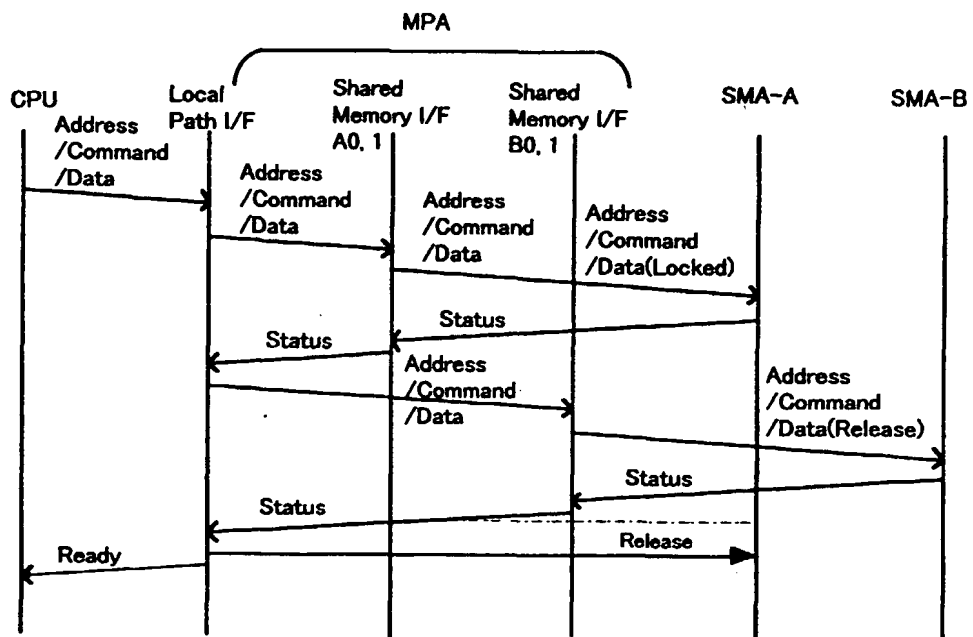 MPA
CPU
Local
Path I/F
Shared
Memory I/F
A0, 1
Shared
Memory I/F
B0, 1
SMA-A
SMA-B
Address
/Command
/Data
Address
/Command
/Data
Address
/Command
/Data
Address
/Command
/Data(Locked)
Status
Status
Address
/Command
/Data
Address
/Command
/Data(Release)
Status
Status
Release
Ready